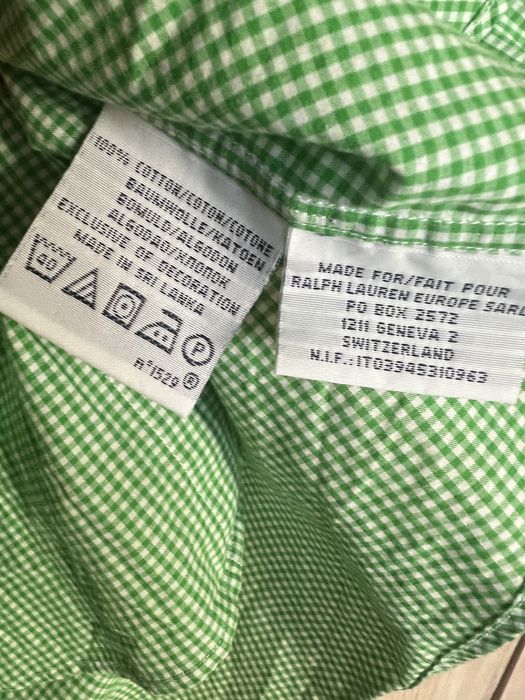 100% COTTON/COTON/COTONE
BAUMWOLLE/KATOEN
BOMULD/ALGODON
EXCLUSIVE OF DECORATION
ALGODAO/ХЛОПОК
MADE IN SRI LANKA
P
A°1529 ®
MADE FOR/FAIT POUR
RALPH LAUREN EUROPE SARL
PO BOX 2572
1211 GENEVA 2
SWITZERLAND
N.I.F.:IT03945310963